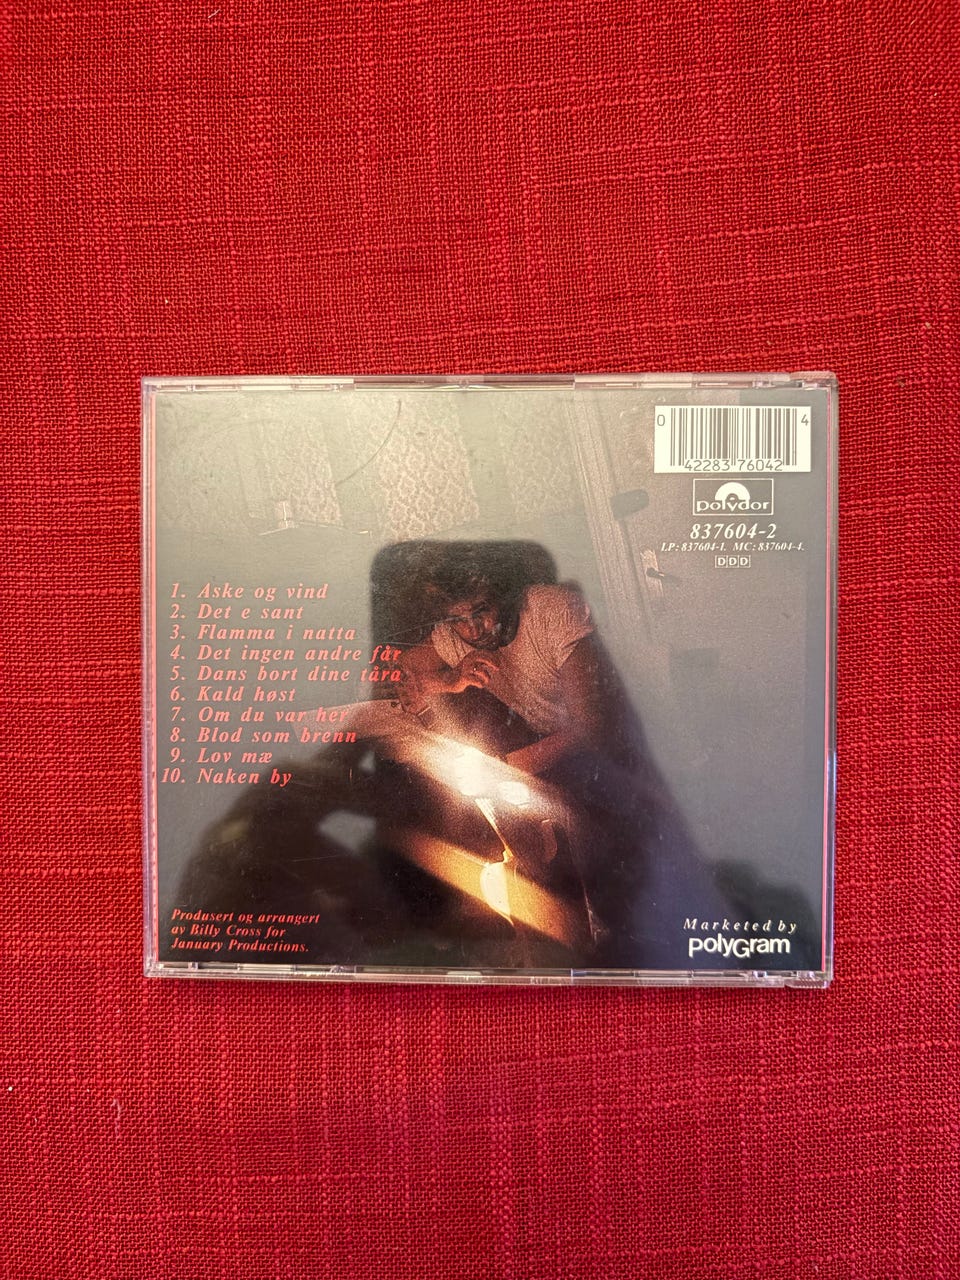 0 4
42283 76042
polydor
837604-2
LP: 837604-1. MC: 837604-4.
DDD
1. Aske og vind
2. Det e sant
3. Flamma i natta
4. Det ingen andre får
5. Dans bort dine tåra
6. Kald høst
7. Om du var her
8. Blod som brenn
9. Lov mæ
10. Naken by
Produsert og arrangert
av Billy Cross for
January Productions.
Marketed by
polyGram